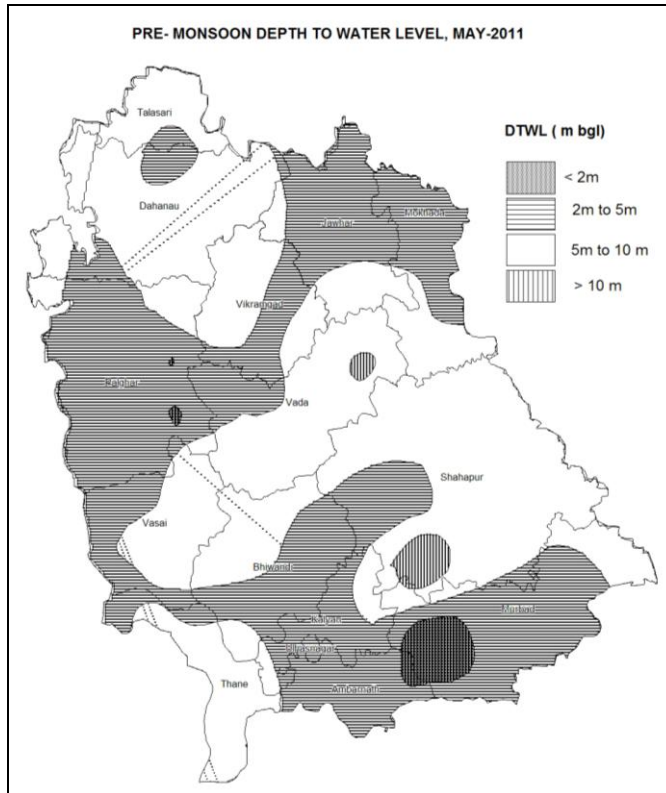 PRE- MONSOON DEPTH TO WATER LEVEL, MAY-2011
Talasari
DTWL ( m bgl)
< 2m
2m to 5m
5m to 10 m
> 10 m
Dahanau
Jawhar
Mokhada
Vikramgad
Palghar
Vada
Shahapur
Vasai
Bhiwandi
Murbad
Kalyan
Ulhasnagar
Thane
Ambarnath